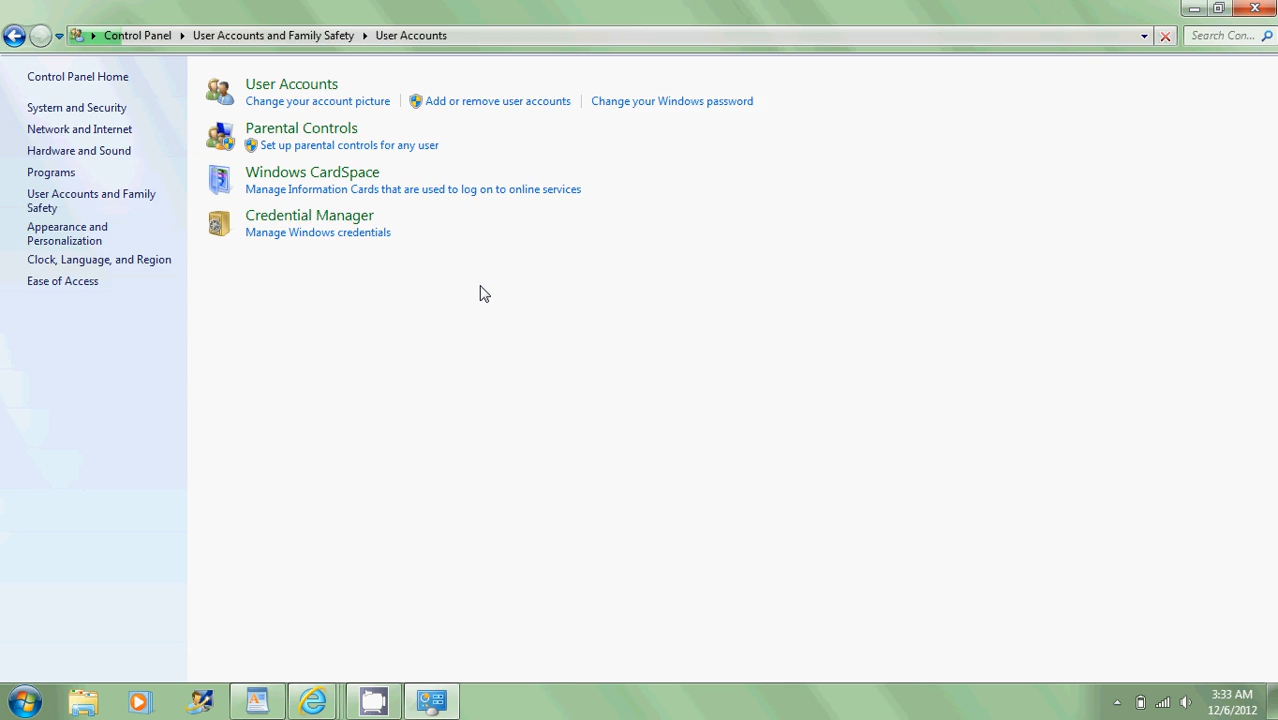 Control Panel User Accounts and Family Safety User Accounts Search Con...
Control Panel Home
System and Security
Network and Internet
Hardware and Sound
Programs
User Accounts and Family
Safety
Appearance and
Personalization
Clock, Language, and Region
Ease of Access
User Accounts
Change your account picture Add or remove user accounts Change your Windows password
Parental Controls
Set up parental controls for any user
Windows CardSpace
Manage Information Cards that are used to log on to online services
Credential Manager
Manage Windows credentials
3:33 AM
12/6/2012